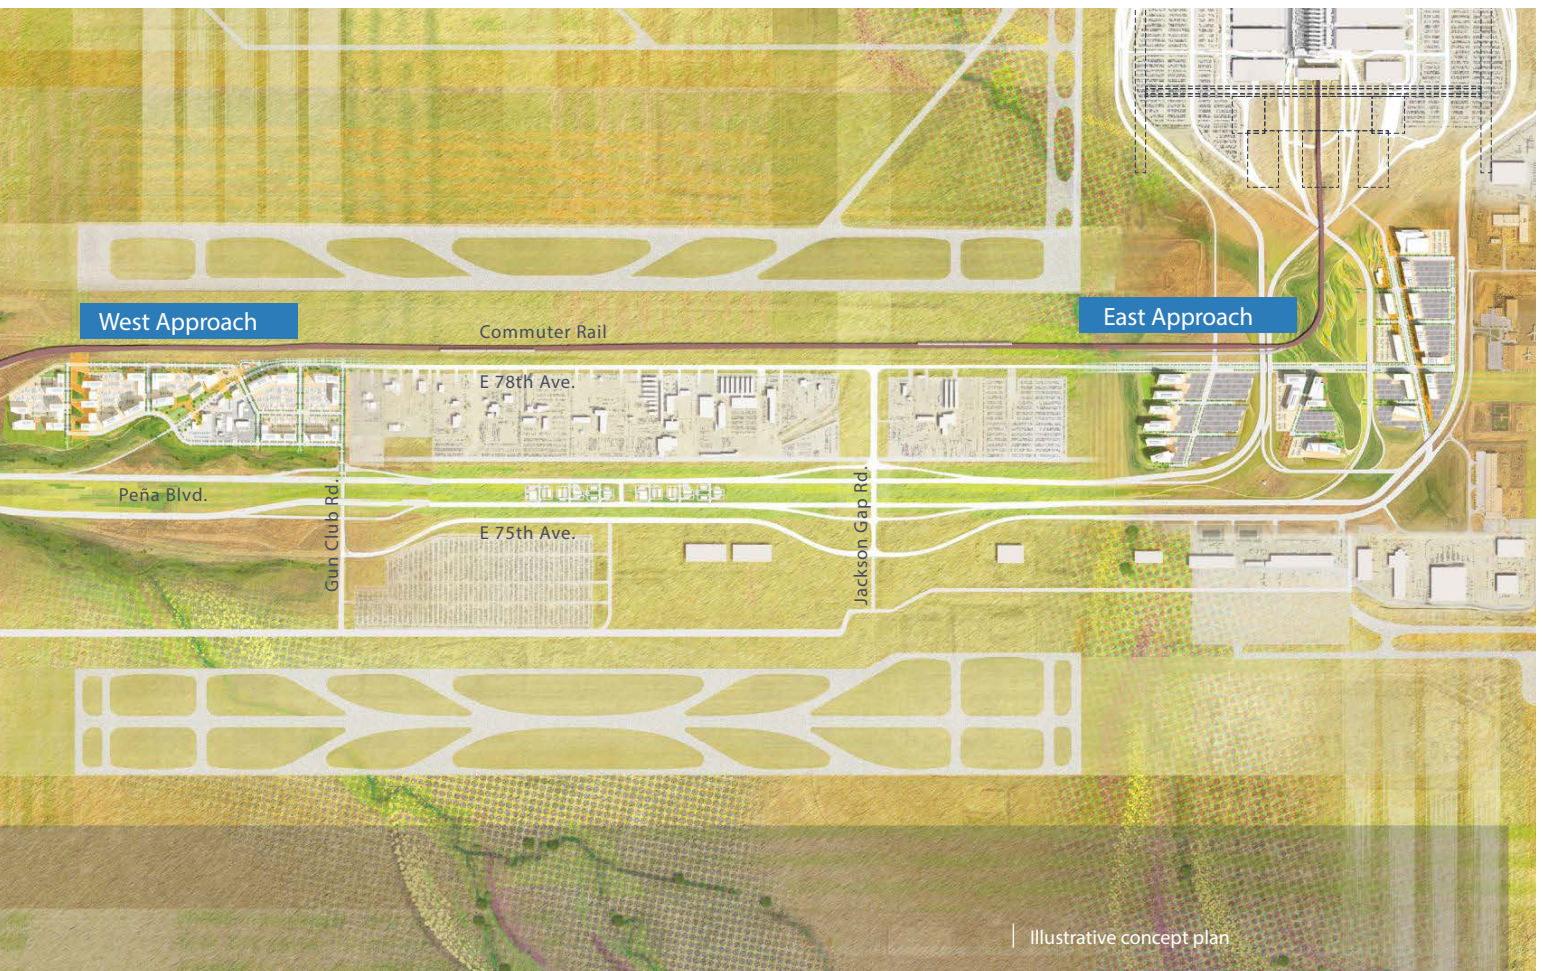 West Approach
East Approach
Commuter Rail
E 78th Ave.
Peña Blvd.
Gun Club Rd.
E 75th Ave.
Jackson Gap Rd.
Illustrative concept plan